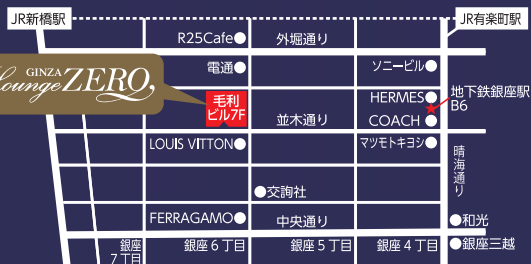 JR新橋駅
JR有楽町駅
R25Cafe
外堀通り
電通
ソニービル
GINZA
Lounge ZERO,
毛利
ビル7F
HERMES
地下鉄銀座駅
B6
並木通り
COACH
LOUIS VITTON
マツモトキヨシ
晴海通り
交詢社
FERRAGAMO
中央通り
和光
銀座
7丁目
銀座6丁目
銀座5丁目
銀座4丁目
銀座三越